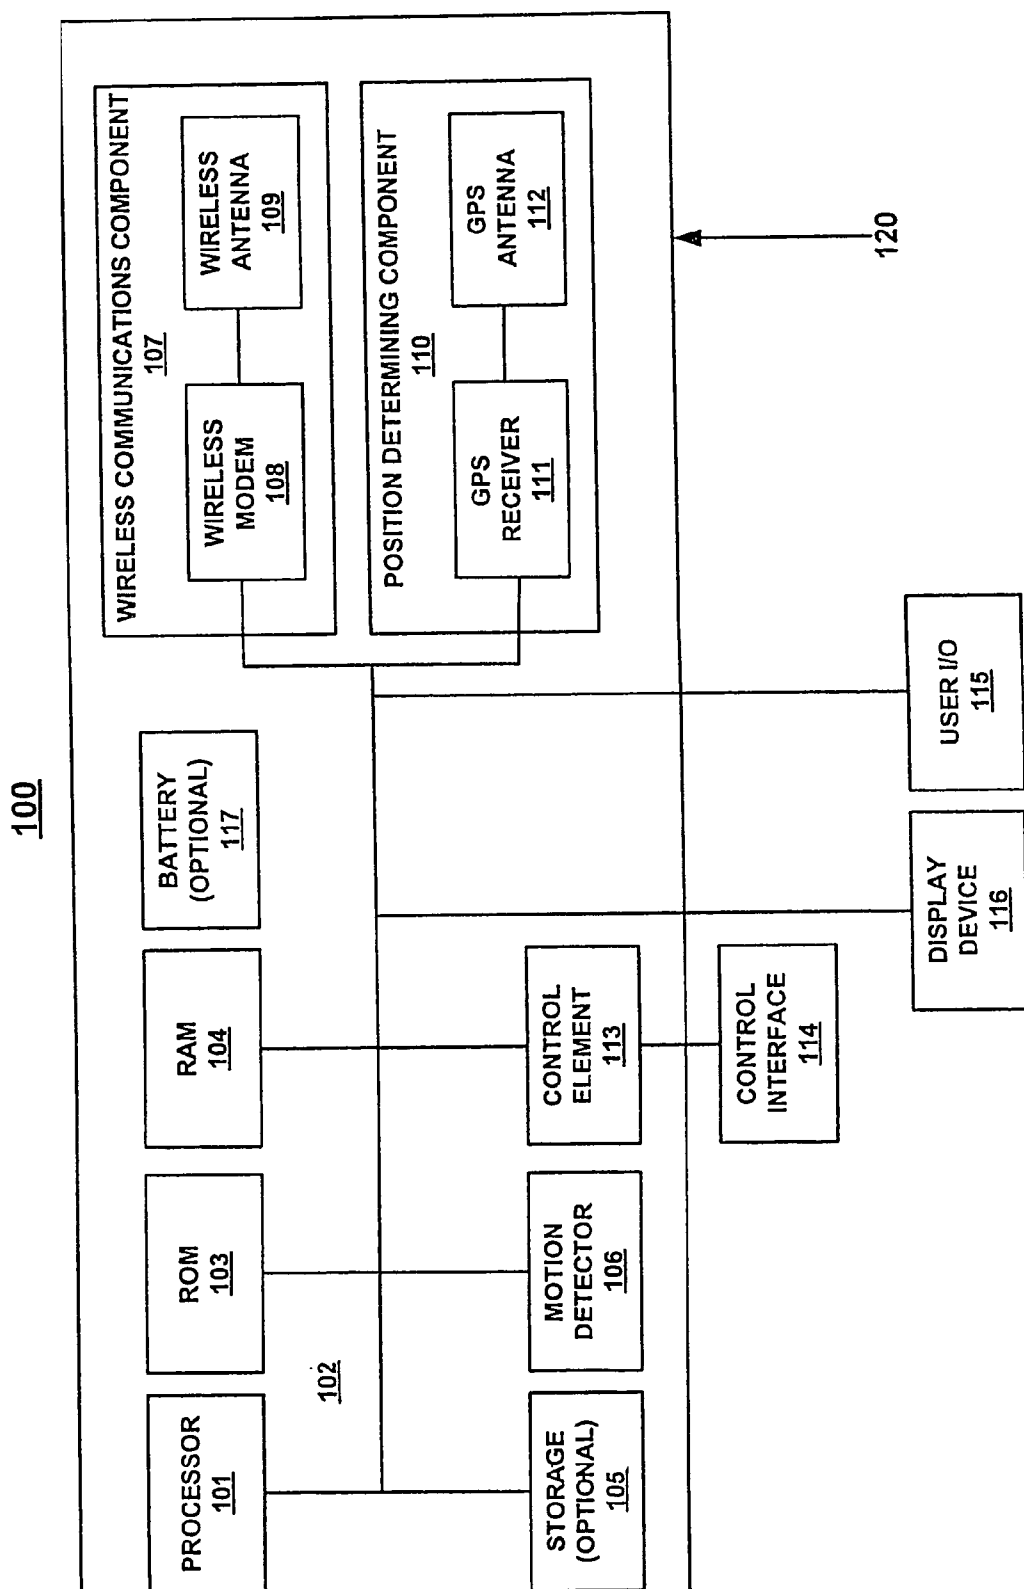 100
PROCESSOR
101
ROM
103
RAM
104
BATTERY
(OPTIONAL)
117
WIRELESS COMMUNICATIONS COMPONENT
107
WIRELESS
MODEM
108
WIRELESS
ANTENNA
109
102
POSITION DETERMINING COMPONENT
110
GPS
RECEIVER
111
GPS
ANTENNA
112
STORAGE
(OPTIONAL)
105
MOTION
DETECTOR
106
CONTROL
ELEMENT
113
CONTROL
INTERFACE
114
DISPLAY
DEVICE
116
USER I/O
115
120